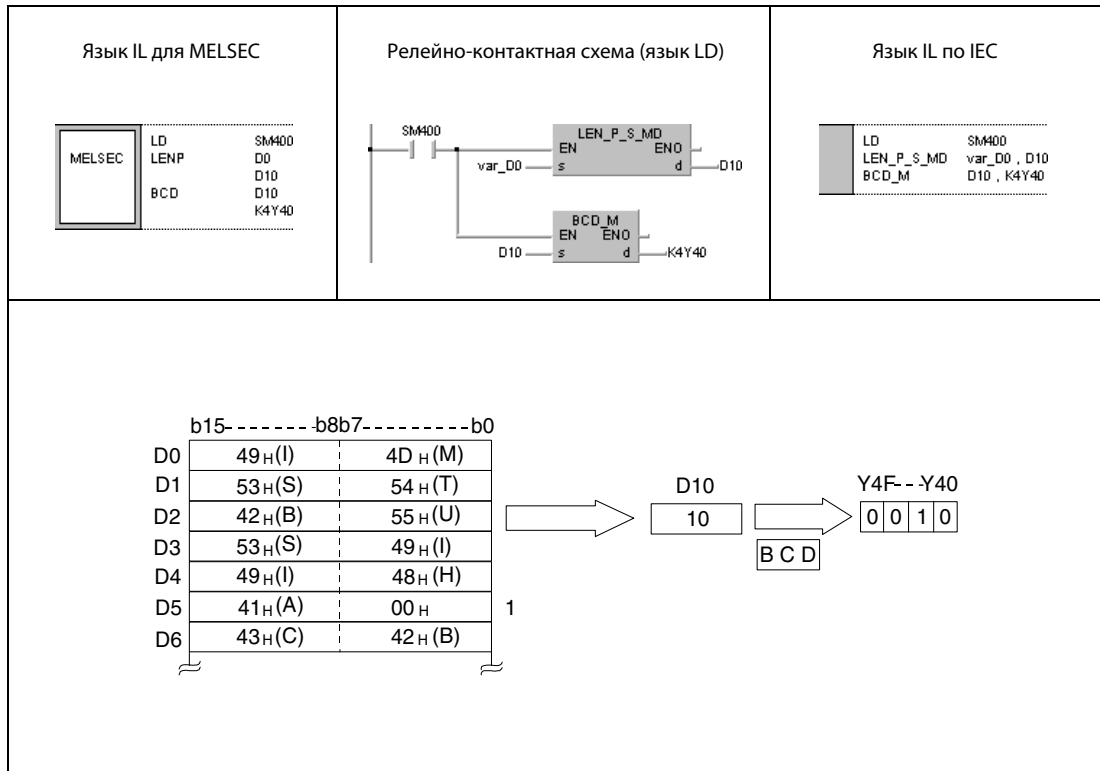 Язык IL для MELSEC
Релейно-контактная схема (язык LD)
Язык IL по IEC
MELSEC
LD SM400
LENP D0
D10
BCD D10
K4Y40
SM400
LEN_P_S_MD
EN ENO
var_D0 s d D10
BCD_M
EN ENO
D10 s d K4Y40
LD SM400
LEN_P_S_MD var_D0 , D10
BCD_M D10 , K4Y40
b15--------b8b7---------b0
D0 49H(I) 4DH(M)
D1 53H(S) 54H(T)
D2 42H(B) 55H(U)
D3 53H(S) 49H(I)
D4 49H(I) 48H(H)
D5 41H(A) 00H 1
D6 43H(C) 42H(B)
D10
10
B C D
Y4F---Y40
0 0 1 0